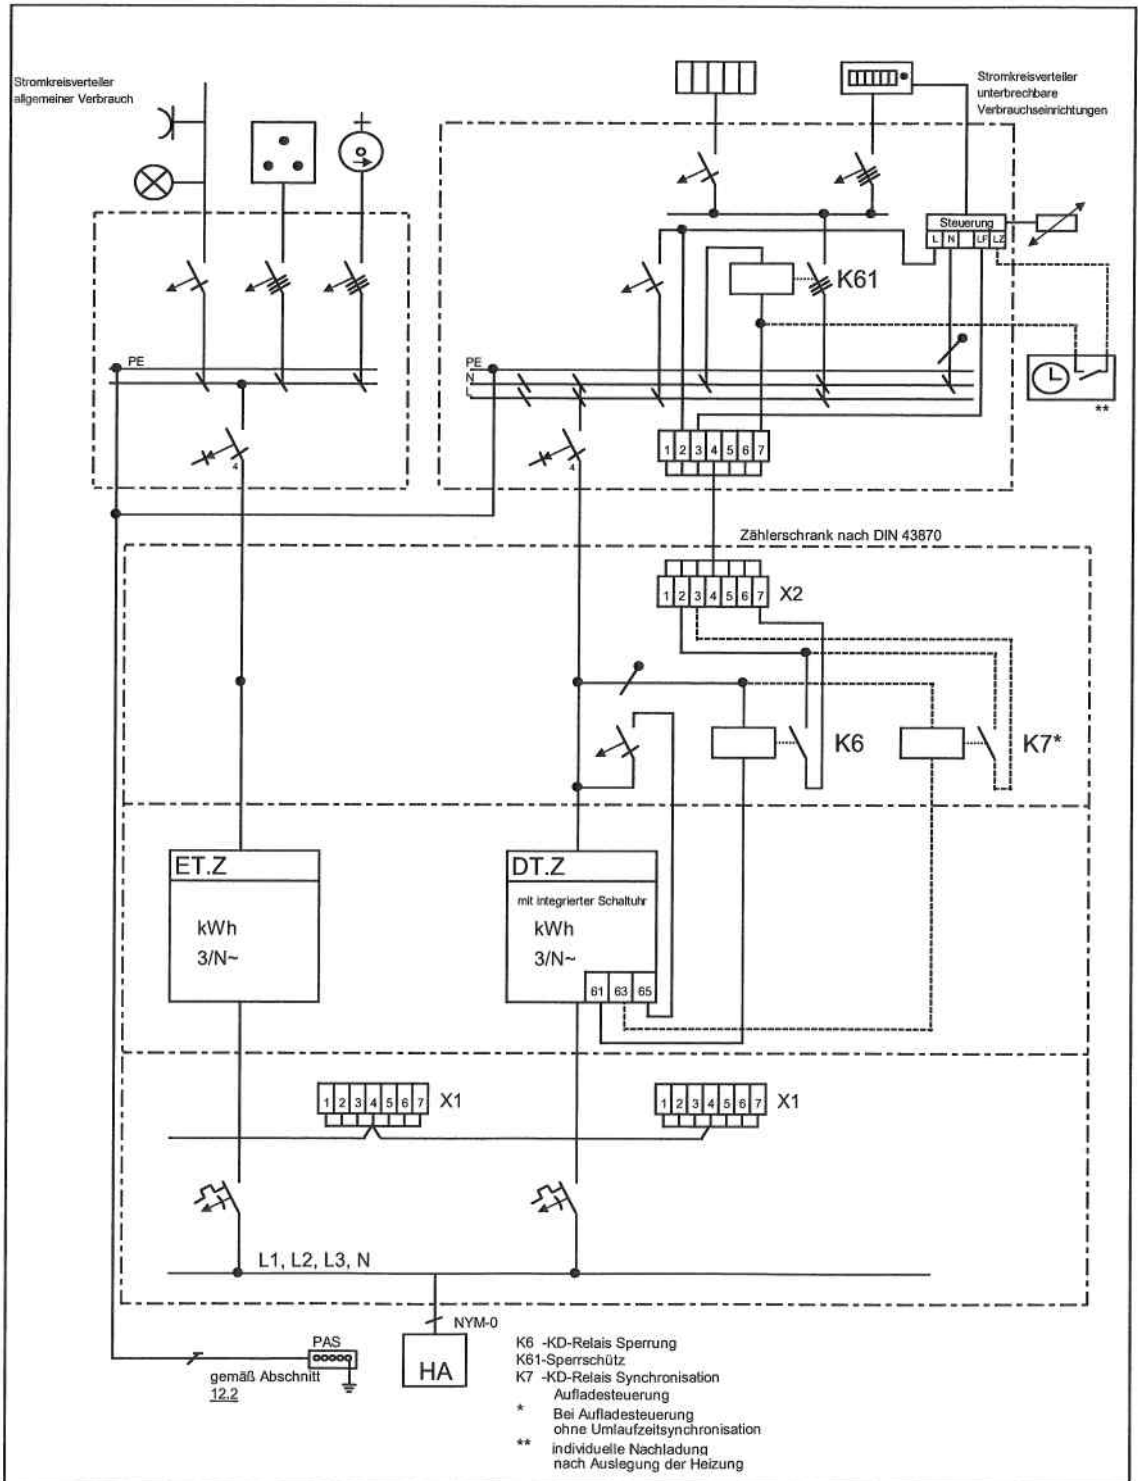 Stromkreisverteiler
allgemeiner Verbrauch
Stromkreisverteiler
unterbrechbare
Verbrauchseinrichtungen
Steuerung
L N LF LZ
K61
PE
4
PE
N
L
4
**
1 2 3 4 5 6 7
Zählerschrank nach DIN 43870
1 2 3 4 5 6 7 X2
K6
K7*
ET.Z
kWh
3/N~
DT.Z
mit integrierter Schaltuhr
kWh
3/N~
61 63 65
1 2 3 4 5 6 7 X1
1 2 3 4 5 6 7 X1
L1, L2, L3, N
NYM-0
HA
PAS
gemäß Abschnitt
12.2
K6 -KD-Relais Sperrung
K61-Sperrschütz
K7 -KD-Relais Synchronisation
Aufladesteuerung
* Bei Aufladesteuerung
ohne Umlaufzeitsynchronisation
** individuelle Nachladung
nach Auslegung der Heizung